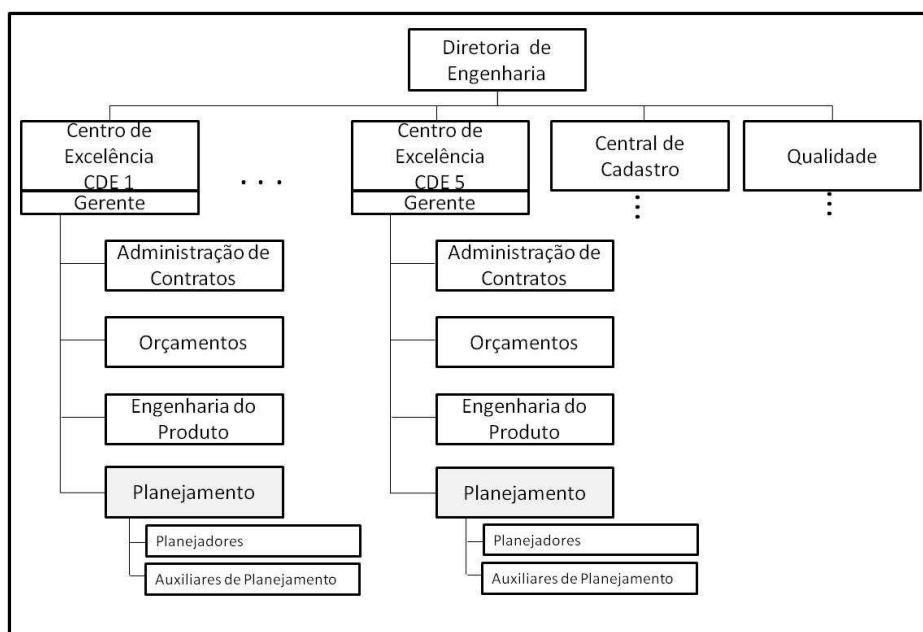 Diretoria de
Engenharia
Centro de
Excelência
CDE 1
Gerente
. . .
Centro de
Excelência
CDE 5
Gerente
Central de
Cadastro
Qualidade
Administração de
Contratos
Orçamentos
Engenharia do
Produto
Planejamento
Planejadores
Auxiliares de Planejamento
Administração de
Contratos
Orçamentos
Engenharia do
Produto
Planejamento
Planejadores
Auxiliares de Planejamento